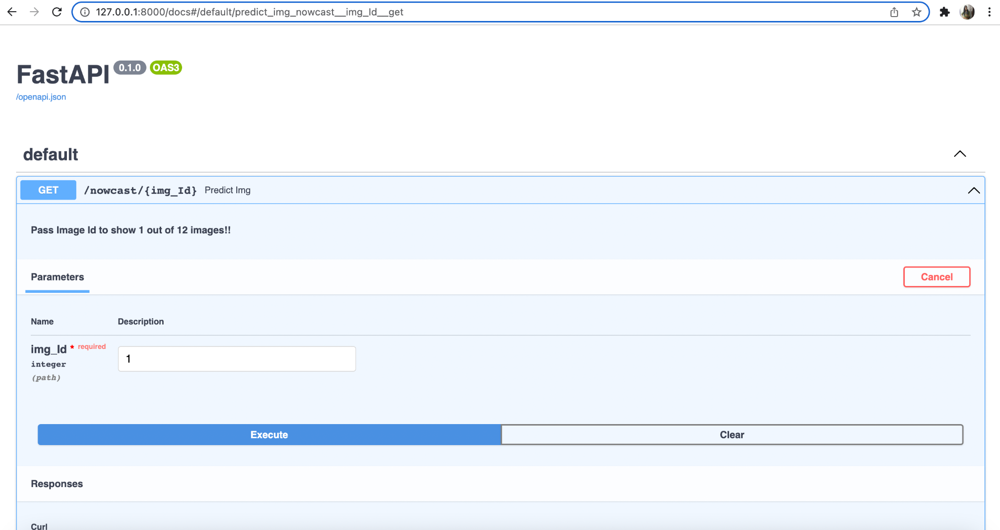 127.0.0.1:8000/docs#/default/predict_img_nowcast__img_Id__get
FastAPI 0.1.0 OAS3
/openapi.json
default
GET /nowcast/{img_Id} Predict Img
Pass Image Id to show 1 out of 12 images!!
Parameters Cancel
Name Description
img_Id * required
integer
(path)
1
Execute Clear
Responses
Curl